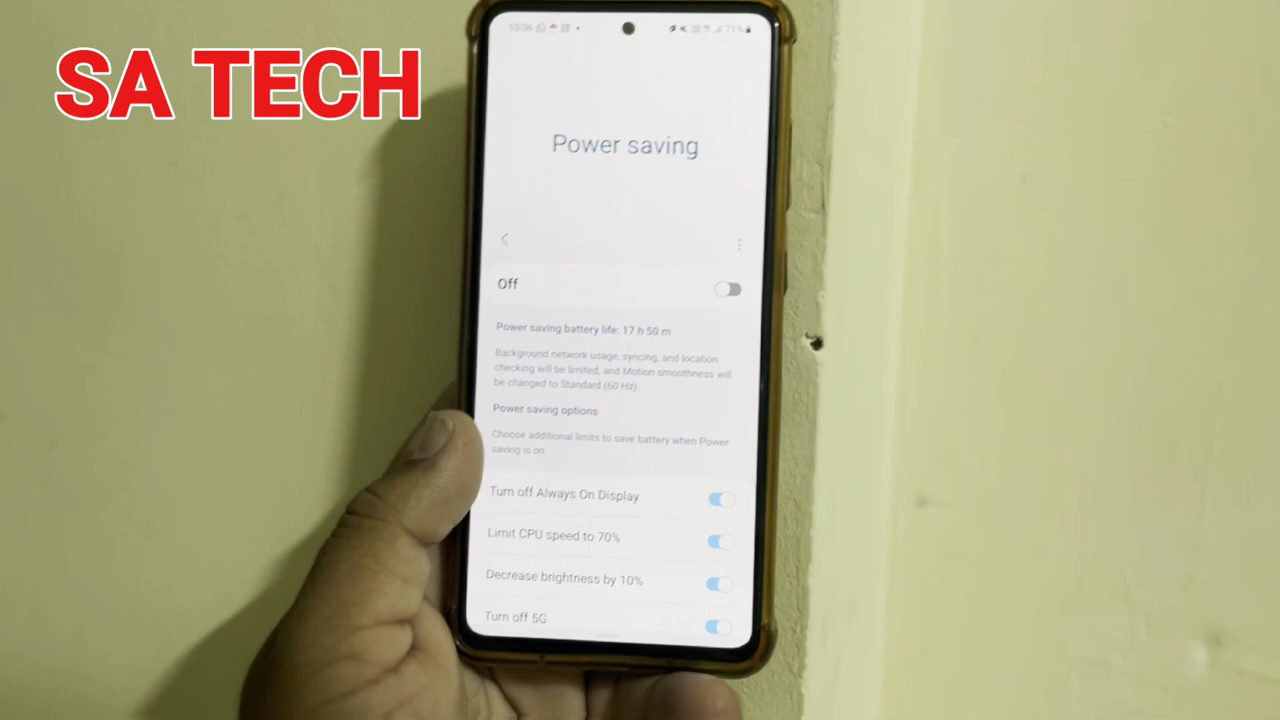 SA TECH
10:36
71%
Power saving
Off
Power saving battery life: 17 h 50 m
Background network usage, syncing, and location
checking will be limited, and Motion smoothness will
be changed to Standard (60 Hz).
Power saving options
Choose additional limits to save battery when Power
saving is on.
Turn off Always On Display
Limit CPU speed to 70%
Decrease brightness by 10%
Turn off 5G